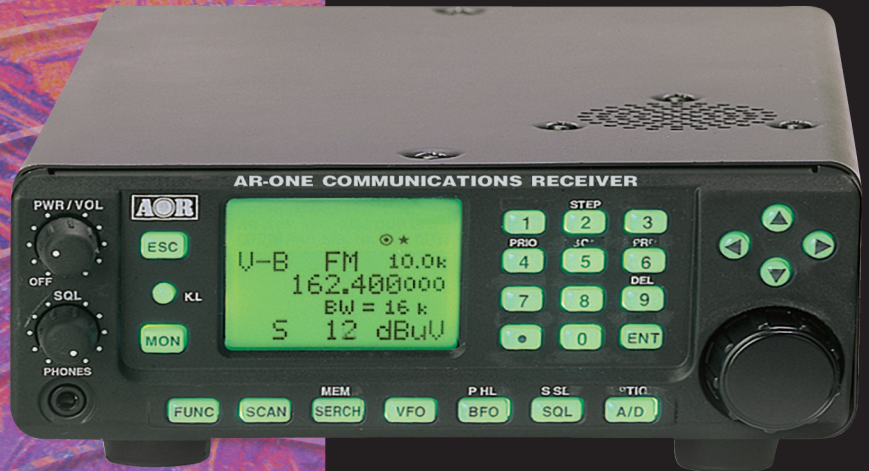 AR-ONE COMMUNICATIONS RECEIVER
PWR / VOL
OFF
SQL
PHONES
AOR
ESC
K.L
MON
V-B FM 10.0k
162.400000
BW = 16 k
S 12 dBuV
STEP
1 2 3
PRIO
4 5 6
DEL
7 8 9
0 ENT
MEM P HL S SL
FUNC SCAN SERCH VFO BFO SQL A/D